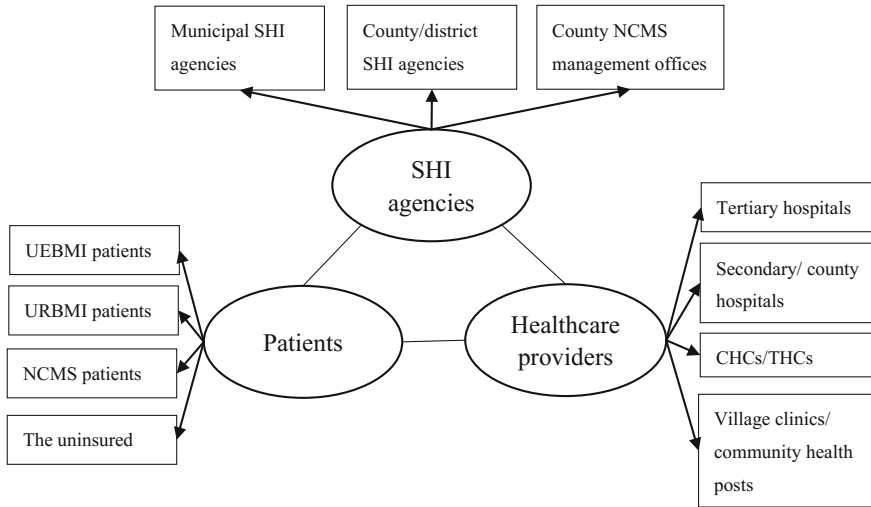 Municipal SHI
agencies
County/district
SHI agencies
County NCMS
management offices
SHI
agencies
UEBMI patients
URBMI patients
NCMS patients
The uninsured
Patients
Healthcare
providers
Tertiary hospitals
Secondary/ county
hospitals
CHCs/THCs
Village clinics/
community health
posts